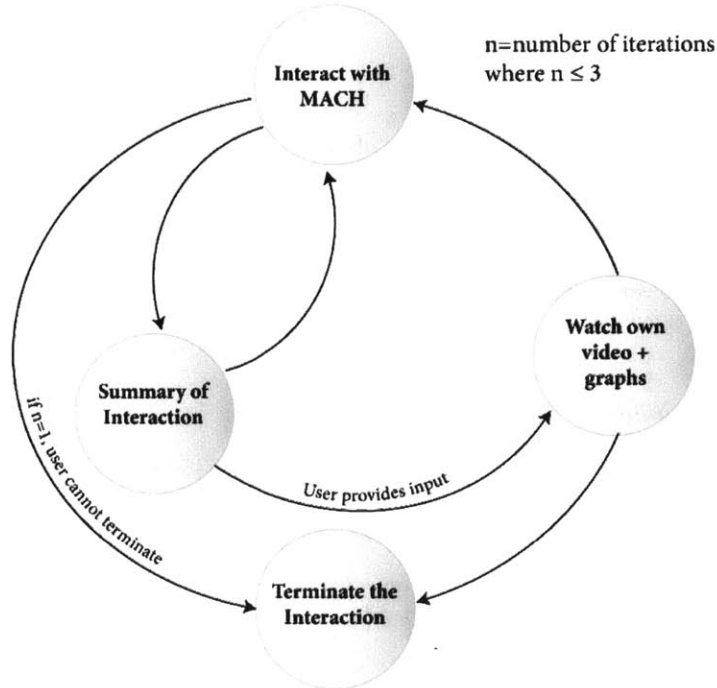 Interact with
MACH
n=number of iterations
where n ≤ 3
Watch own
video +
graphs
Summary of
Interaction
if n=1, user cannot terminate
User provides input
Terminate the
Interaction